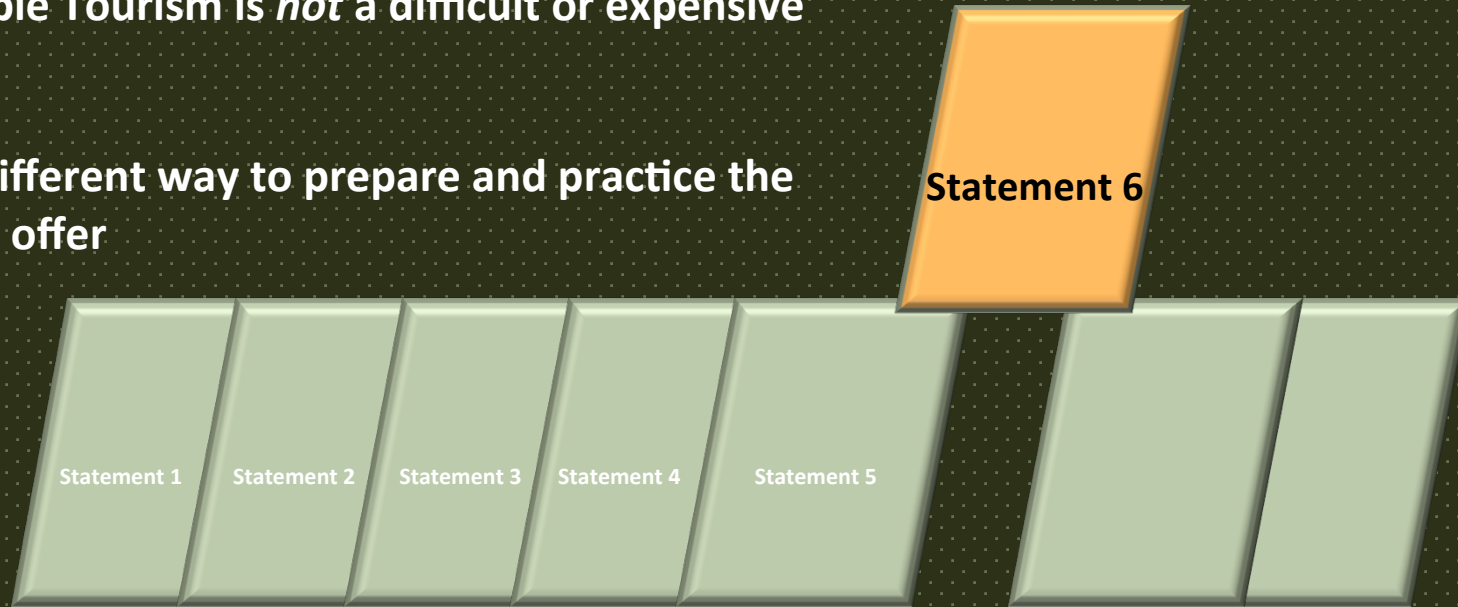 ble Tourism is not a difficult or expensive
ifferent way to prepare and practice the
offer
Statement 6
Statement 1
Statement 2
Statement 3
Statement 4
Statement 5